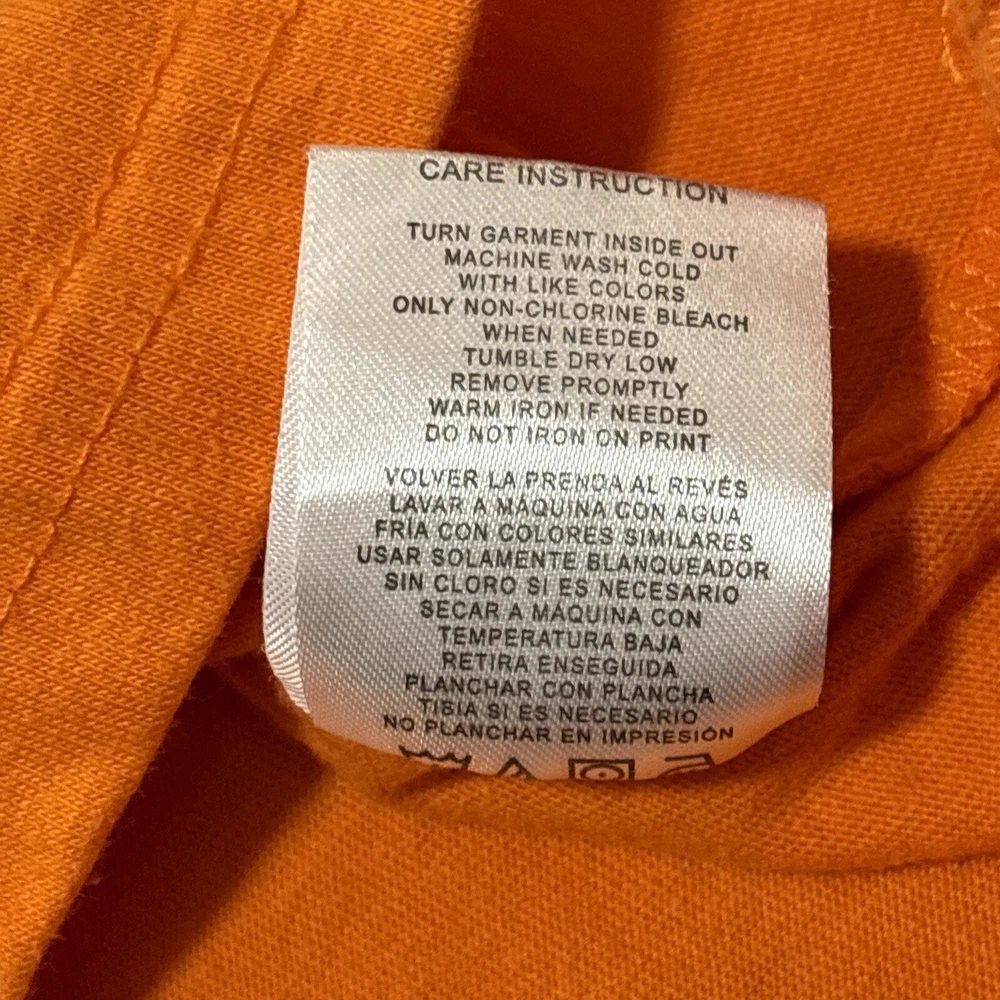 CARE INSTRUCTION
TURN GARMENT INSIDE OUT
MACHINE WASH COLD
WITH LIKE COLORS
ONLY NON-CHLORINE BLEACH
WHEN NEEDED
TUMBLE DRY LOW
REMOVE PROMPTLY
WARM IRON IF NEEDED
DO NOT IRON ON PRINT
VOLVER LA PRENDA AL REVÉS
LAVAR A MÁQUINA CON AGUA
FRÍA CON COLORES SIMILARES
USAR SOLAMENTE BLANQUEADOR
SIN CLORO SI ES NECESARIO
SECAR A MÁQUINA CON
TEMPERATURA BAJA
RETIRA ENSEGUIDA
PLANCHAR CON PLANCHA
TIBIA SI ES NECESARIO
NO PLANCHAR EN IMPRESIÓN